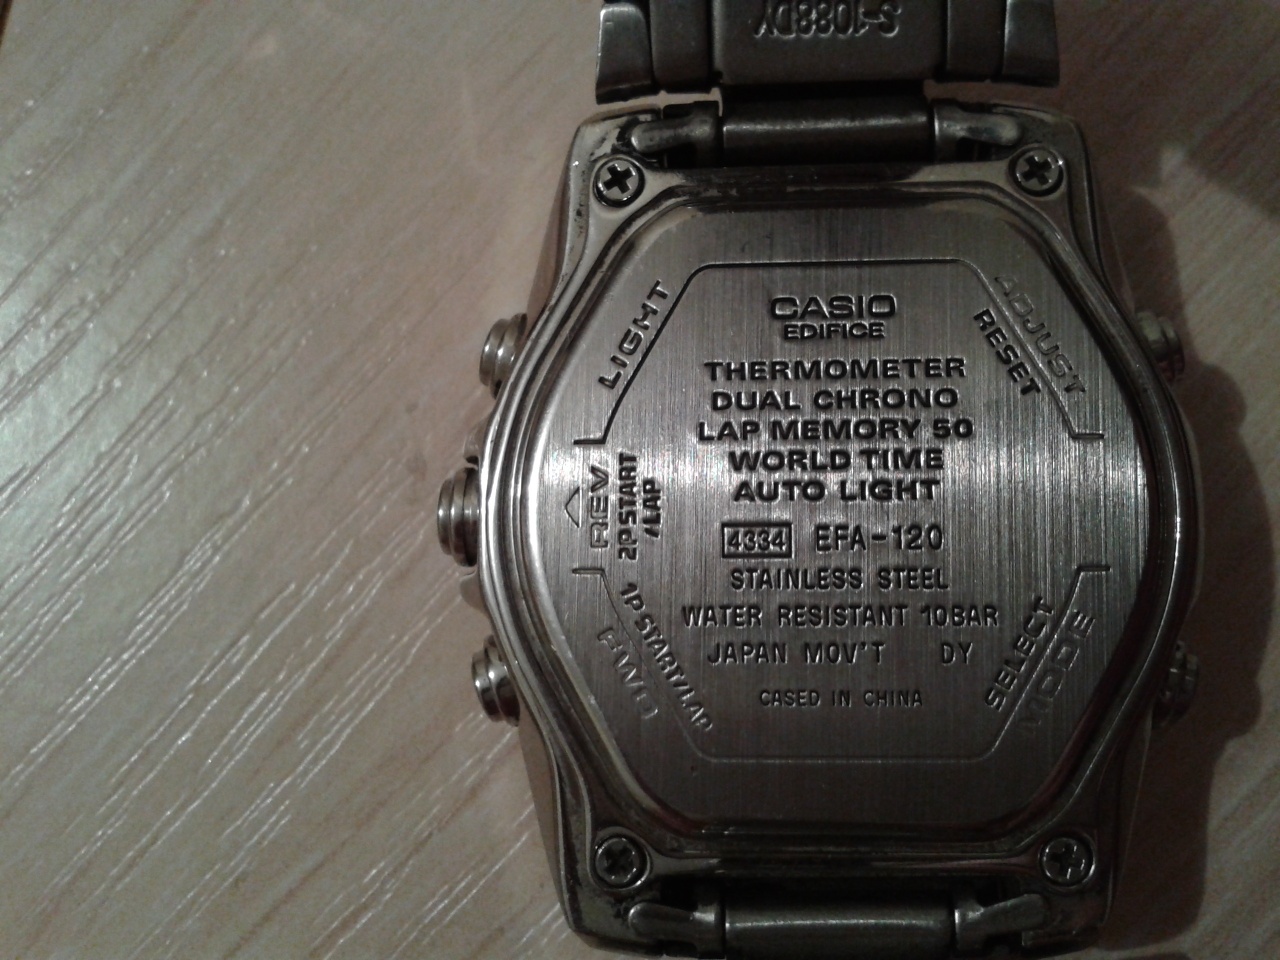 S-1088DY
CASIO
EDIFICE
THERMOMETER
DUAL CHRONO
LAP MEMORY 50
WORLD TIME
AUTO LIGHT
4334 EFA-120
STAINLESS STEEL
WATER RESISTANT 10BAR
JAPAN MOV'T DY
CASED IN CHINA
LIGHT
REV
2P START
/LAP
1P START/LAP
FWD
ADJUST
RESET
SELECT
MODE